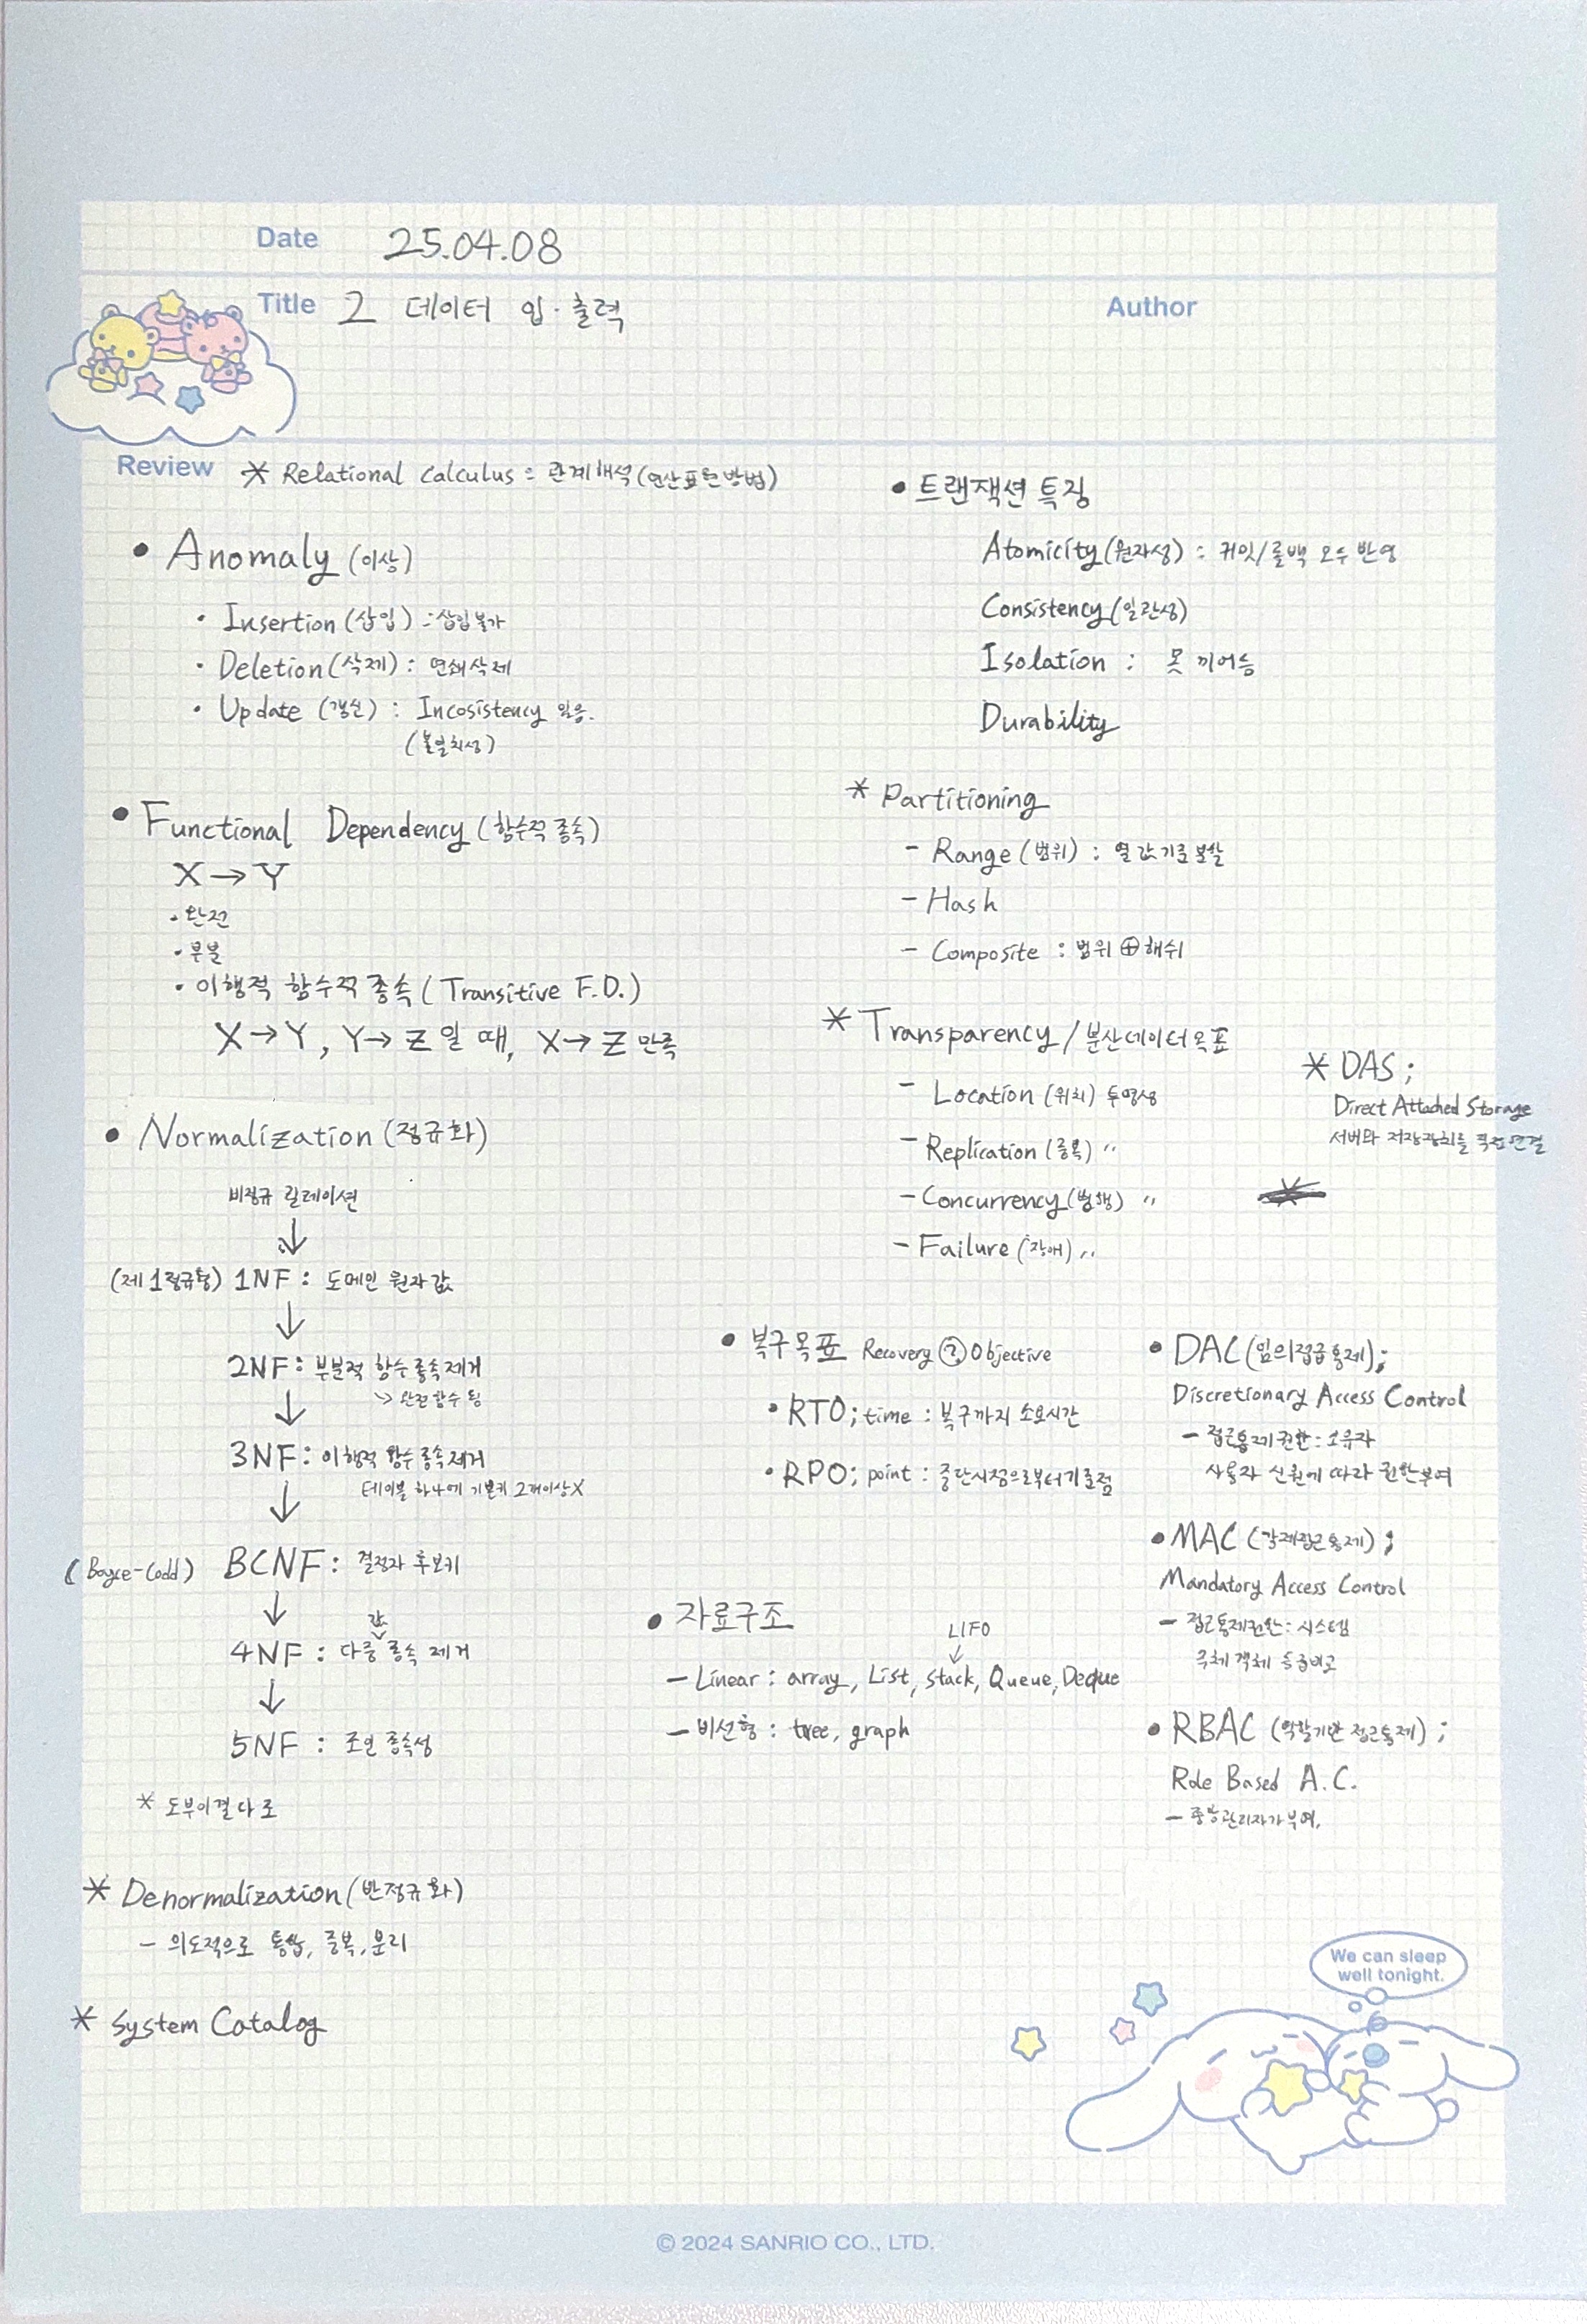 Date 25.04.08
Title 2 데이터 입·출력
Author
Review * Relational Calculus : 관계해석 (연산표현방법)
• Anomaly (이상)
· Insertion (삽입) : 삽입불가
· Deletion (삭제) : 연쇄삭제
· Update (갱신) : Incosistency 있음.
(불일치성)
• Functional Dependency (함수적 종속)
X → Y
· 완전
· 부분
· 이행적 함수적 종속 ( Transitive F.D. )
X → Y , Y → Z 일 때, X → Z 만족
• Normalization (정규화)
비정규 릴레이션
↓
(제1정규형) 1NF : 도메인 원자값
↓
2NF : 부분적 함수종속제거
↳ 완전함수 됨
↓
3NF : 이행적 함수종속제거
테이블 하나에 기본키 2개이상X
↓
(Boyce-Codd) BCNF : 결정자 후보키
↓
값
4NF : 다중 ∨ 종속 제거
↓
5NF : 조인 종속성
* 도부이결다조
* Denormalization (반정규화)
- 의도적으로 통합, 중복, 분리
* System Catalog
• 트랜잭션 특징
Atomicity (원자성) : 커밋/롤백 모두 반영
Consistency (일관성)
Isolation : 못 끼어듬
Durability
* Partitioning
- Range (범위) : 열값기준분할
- Hash
- Composite : 범위 ⊕ 해쉬
* Transparency / 분산데이터목표
- Location (위치) 투명성
- Replication (중복) "
- Concurrency (병행) "
- Failure (장애) "
* DAS ;
Direct Attached Storage
서버와 저장장치를 직접연결
• 복구목표 Recovery ? Objective
• RTO ; time : 복구까지 소요시간
• RPO ; point : 중단시점으로부터기준점
• 자료구조
LIFO
↓
- Linear : array, List, Stack, Queue, Deque
- 비선형 : tree, graph
• DAC (임의접근통제) ;
Discretionary Access Control
- 접근통제권한 : 소유자
사용자 신원에 따라 권한부여
• MAC (강제접근통제) ;
Mandatory Access Control
- 접근통제권한 : 시스템
주체 객체 등급비교
• RBAC (역할기반 접근통제) ;
Role Based A.C.
- 중앙관리자가 부여.
We can sleep
well tonight.
© 2024 SANRIO CO., LTD.